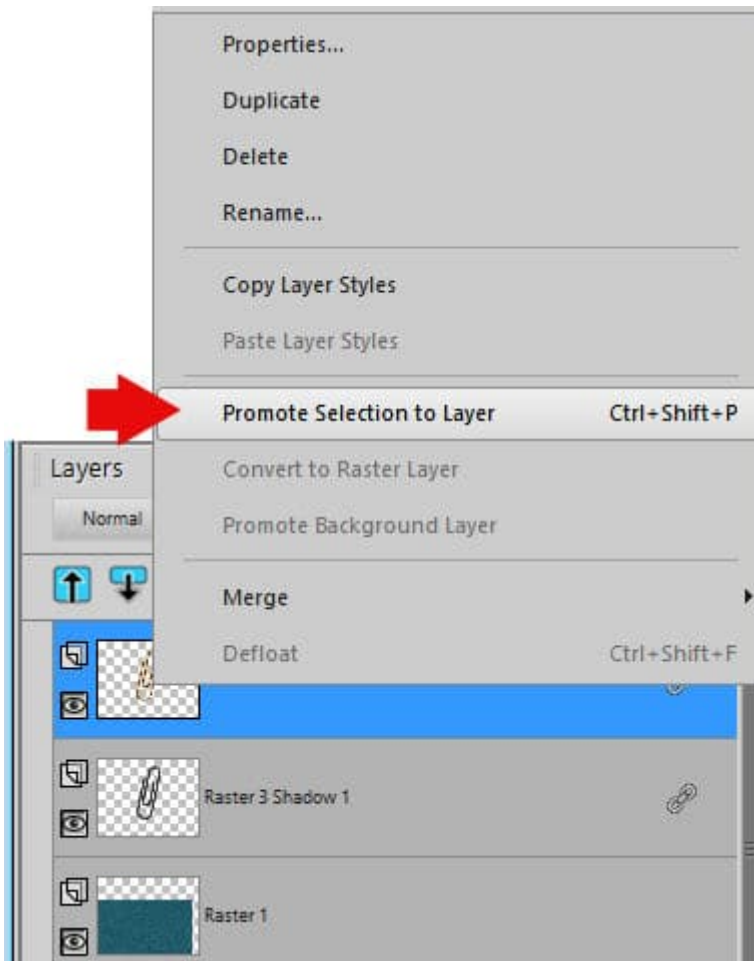 Properties...
Duplicate
Delete
Rename...
Copy Layer Styles
Paste Layer Styles
Promote Selection to Layer Ctrl+Shift+P
Convert to Raster Layer
Promote Background Layer
Merge
Defloat Ctrl+Shift+F
Layers
Normal
Raster 3 Shadow 1
Raster 1